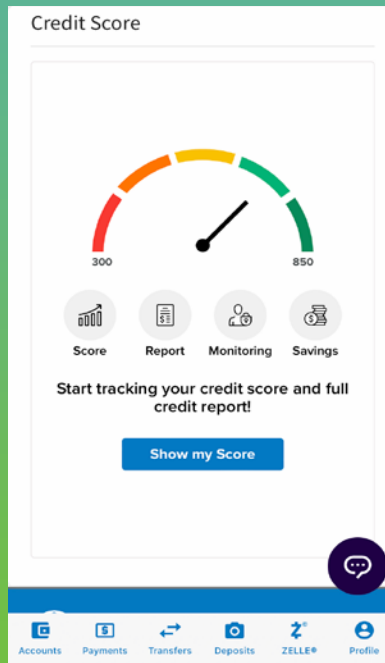 Credit Score
300 850
Score Report Monitoring Savings
Start tracking your credit score and full
credit report!
Show my Score
Accounts Payments Transfers Deposits ZELLE® Profile